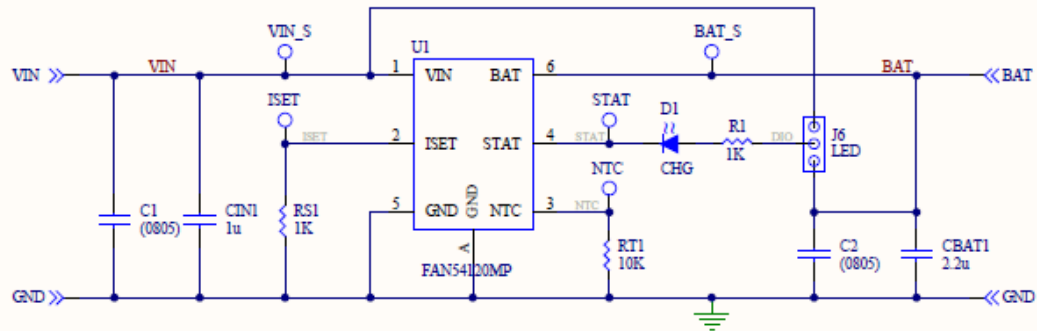 VIN_S
BAT_S
U1
VIN
VIN
1
VIN
BAT
6
BAT
BAT
ISET
STAT
D1
R1
J6
ISET
2
ISET
STAT
4
STAT
DIO
LED
CHG
1K
NTC
C1
(0805)
CIN1
1u
RS1
1K
5
GND
GND
NTC
3
NTC
A
FAN54120MP
RT1
10K
C2
(0805)
CBAT1
2.2u
GND
GND